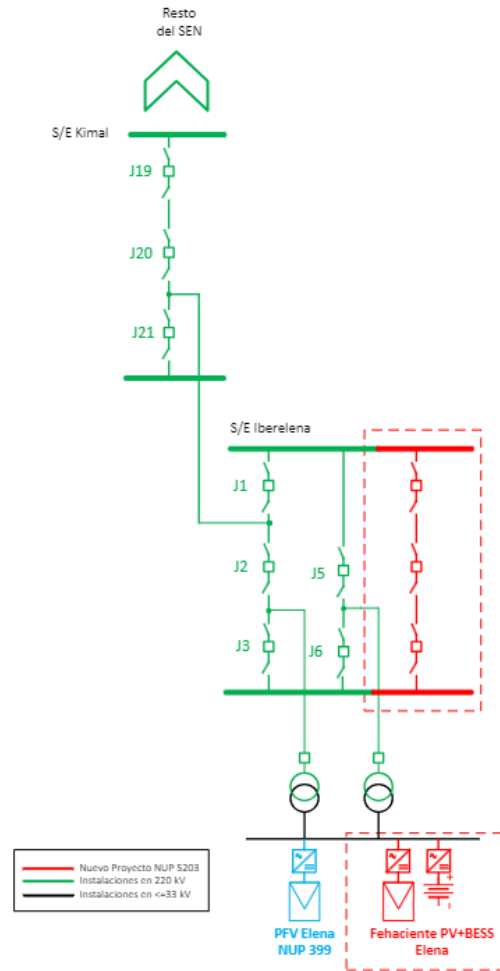 Resto
del SEN
S/E Kimal
J19
J20
J21
S/E Iberelena
J1
J2
J5
J3
J6
Nuevo Proyecto NUP 5203
Instalaciones en 220 kV
Instalaciones en <=33 kV
PFV Elena
NUP 399
Fehaciente PV+BESS
Elena